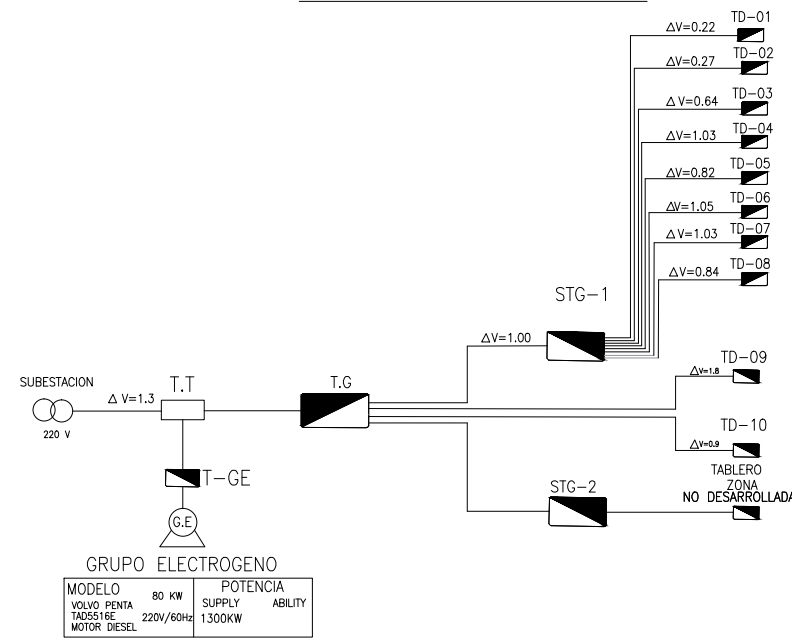 TD-01
ΔV=0.22
TD-02
ΔV=0.27
TD-03
ΔV=0.64
TD-04
ΔV=1.03
TD-05
ΔV=0.82
TD-06
ΔV=1.05
TD-07
ΔV=1.03
TD-08
ΔV=0.84
STG-1
ΔV=1.00
TD-09
ΔV=1.8
SUBESTACION
ΔV=1.3
T.T
T.G
220 V
TD-10
ΔV=0.9
TABLERO
ZONA
NO DESARROLLADA
STG-2
T-GE
G.E
GRUPO ELECTROGENO
MODELO
80 KW
VOLVO PENTA
TAD5516E
220V/60Hz
MOTOR DIESEL
POTENCIA
SUPPLY ABILITY
1300KW